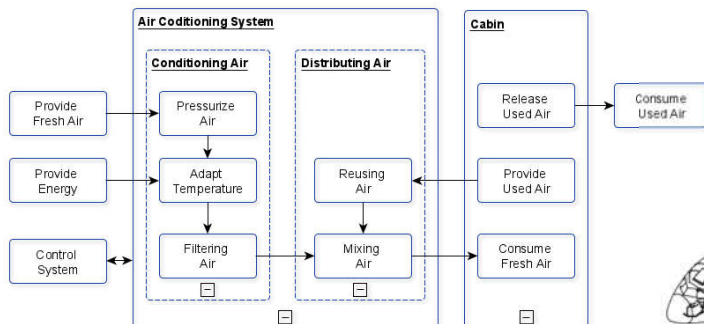 Air Coditioning System
Cabin
Conditioning Air
Distributing Air
Provide
Fresh Air
Pressurize
Air
Release
Used Air
Consume
Used Air
Provide
Energy
Adapt
Temperature
Reusing
Air
Provide
Used Air
Control
System
Filtering
Air
Mixing
Air
Consume
Fresh Air